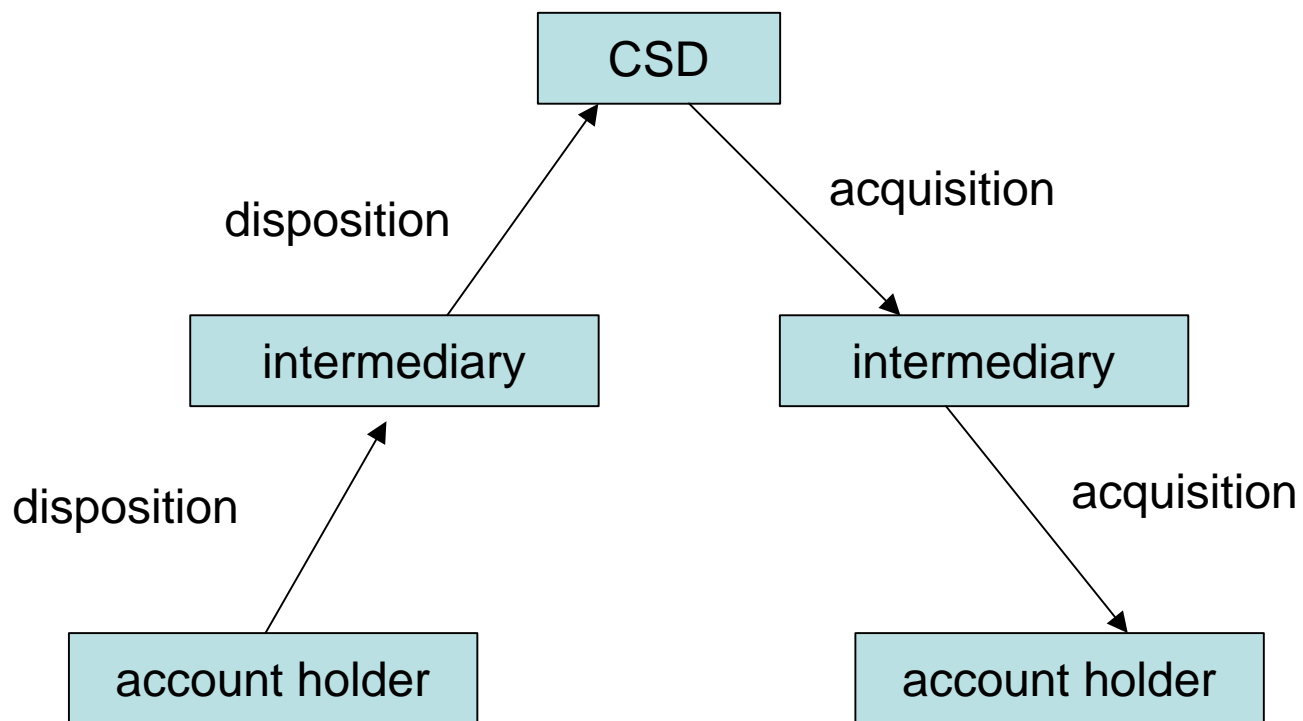 CSD
acquisition
disposition
intermediary
intermediary
disposition
acquisition
account holder
account holder